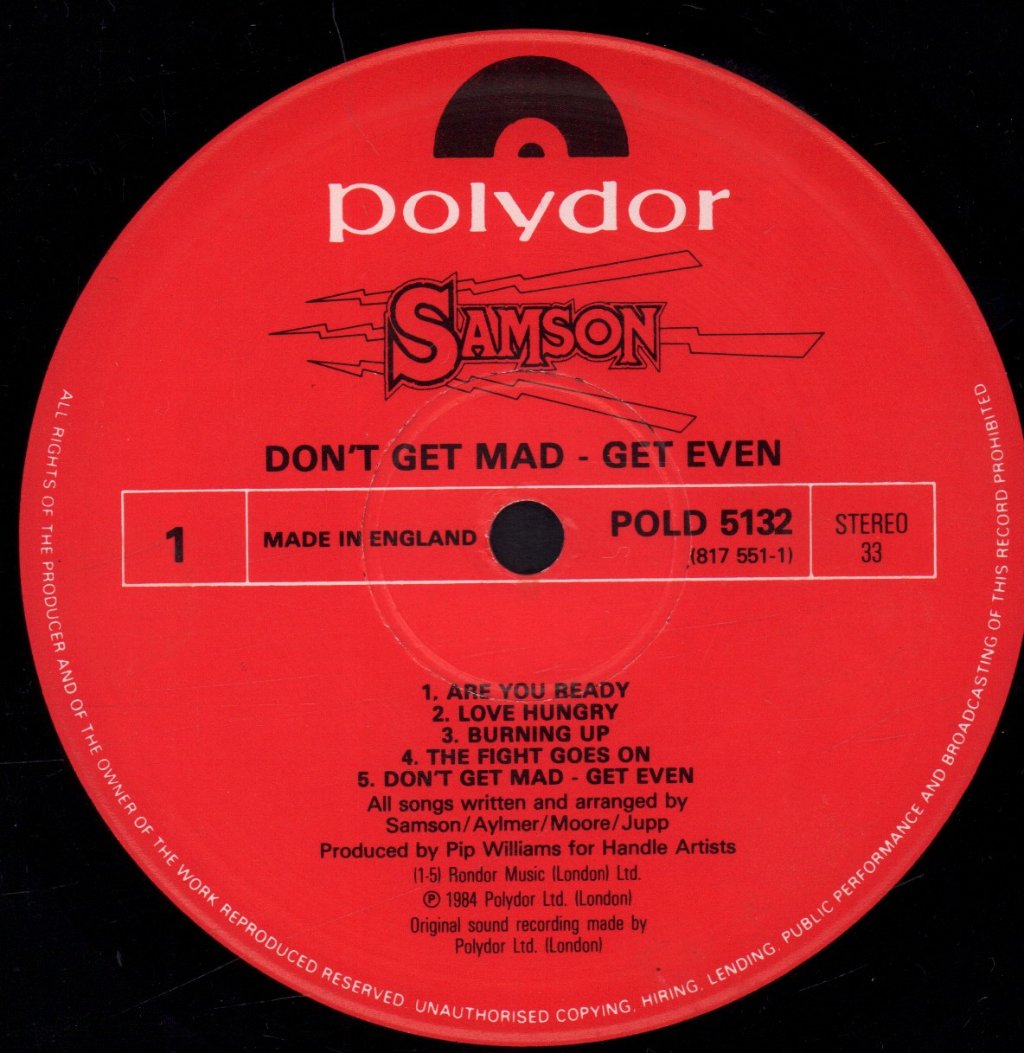 polydor
SAMSON
DON'T GET MAD - GET EVEN
1
MADE IN ENGLAND
POLD 5132
(817 551-1)
STEREO
33
1. ARE YOU READY
2. LOVE HUNGRY
3. BURNING UP
4. THE FIGHT GOES ON
5. DON'T GET MAD - GET EVEN
All songs written and arranged by
Samson/Aylmer/Moore/Jupp
Produced by Pip Williams for Handle Artists
(1-5) Rondor Music (London) Ltd.
℗ 1984 Polydor Ltd. (London)
Original sound recording made by
Polydor Ltd. (London)
ALL RIGHTS OF THE PRODUCER AND OF THE OWNER OF THE WORK REPRODUCED RESERVED. UNAUTHORISED COPYING, HIRING, LENDING, PUBLIC PERFORMANCE AND BROADCASTING OF THIS RECORD PROHIBITED